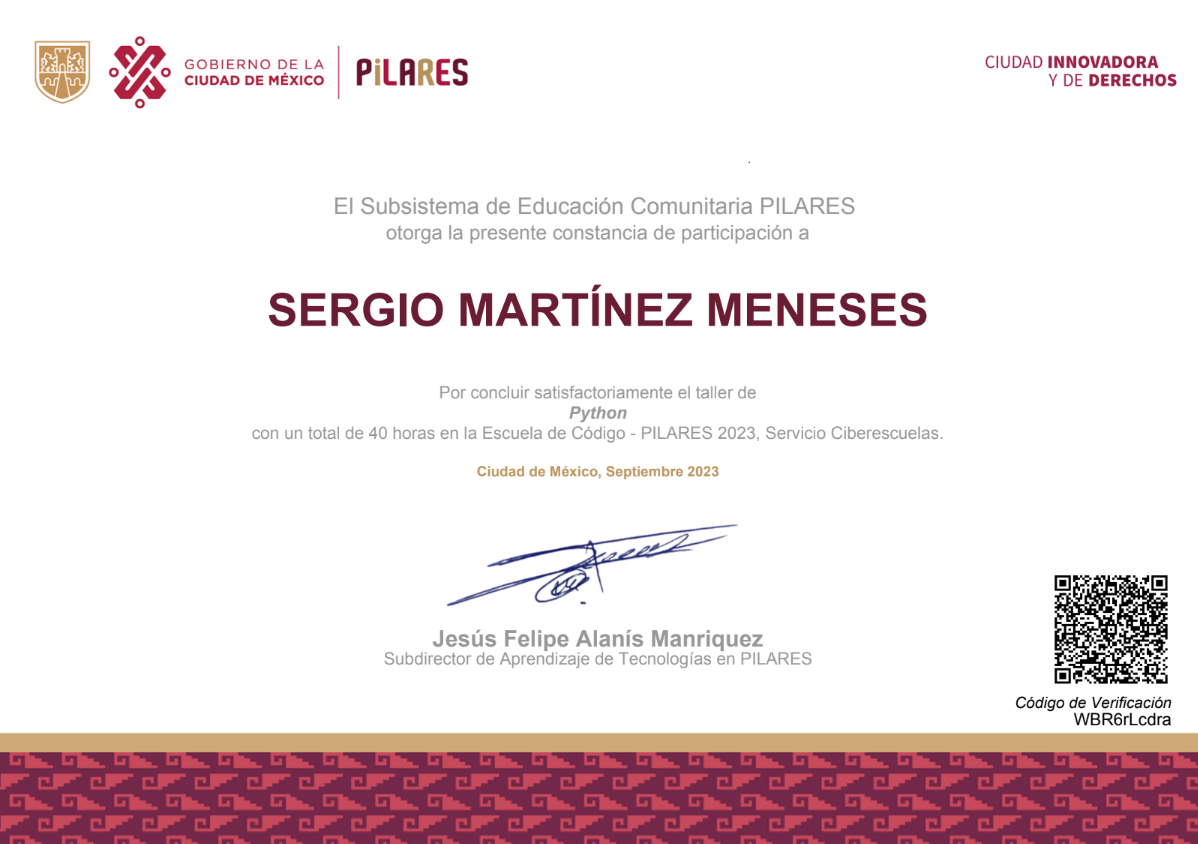 GOBIERNO DE LA
CIUDAD DE MÉXICO
PiLARES
CIUDAD INNOVADORA
Y DE DERECHOS
El Subsistema de Educación Comunitaria PILARES
otorga la presente constancia de participación a
SERGIO MARTÍNEZ MENESES
Por concluir satisfactoriamente el taller de
Python
con un total de 40 horas en la Escuela de Código - PILARES 2023, Servicio Ciberescuelas.
Ciudad de México, Septiembre 2023
Jesús Felipe Alanís Manriquez
Subdirector de Aprendizaje de Tecnologías en PILARES
Código de Verificación
WBR6rLcdra